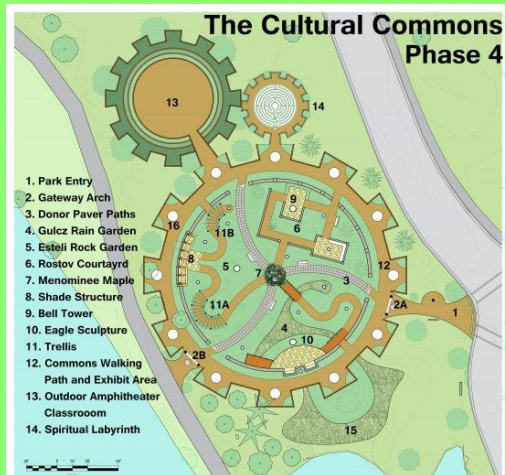 The Cultural Commons
Phase 4
13
14
1. Park Entry
2. Gateway Arch
3. Donor Paver Paths
4. Gulcz Rain Garden
5. Esteli Rock Garden
6. Rostov Courtayrd
7. Menominee Maple
8. Shade Structure
9. Bell Tower
10. Eagle Sculpture
11. Trellis
12. Commons Walking
Path and Exhibit Area
13. Outdoor Amphitheater
Classrooom
14. Spiritual Labyrinth
9
16
11B
6
8
5
7
12
3
11A
2A
1
4
10
2B
15